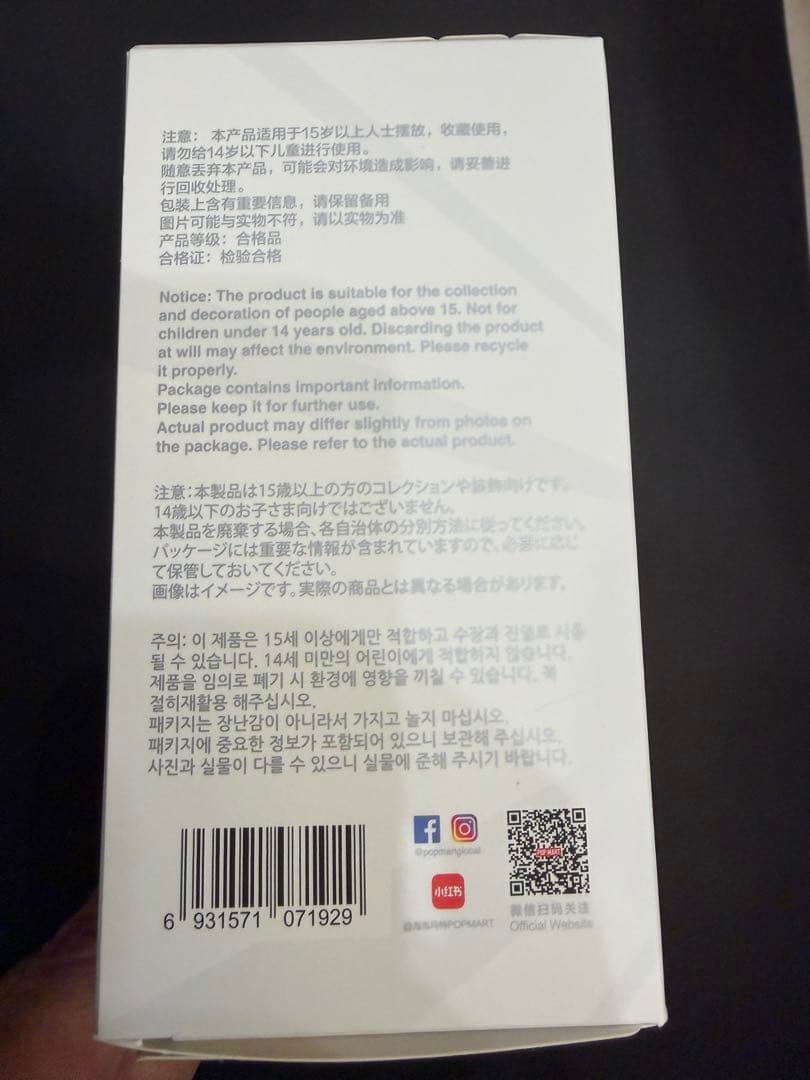 注意： 本产品适用于15岁以上人士摆放，收藏使用，
请勿给14岁以下儿童进行使用。
随意丢弃本产品，可能会对环境造成影响，请妥善进
行回收处理。
包装上含有重要信息，请保留备用
图片可能与实物不符，请以实物为准
产品等级：合格品
合格证：检验合格
Notice: The product is suitable for the collection
and decoration of people aged above 15. Not for
children under 14 years old. Discarding the product
at will may affect the environment. Please recycle
it properly.
Package contains important information.
Please keep it for further use.
Actual product may differ slightly from photos on
the package. Please refer to the actual product.
注意：本製品は15歳以上の方のコレクションや装飾向けです。
14歳以下のお子さま向けではございません。
本製品を廃棄する場合、各自治体の分別方法に従ってください。
パッケージには重要な情報が含まれていますので、必要に応じ
て保管しておいてください。
画像はイメージです。実際の商品とは異なる場合があります。
주의: 이 제품은 15세 이상에게만 적합하고 수장과 진열로 사용
될 수 있습니다. 14세 미만의 어린이에게 적합하지 않습니다.
제품을 임의로 폐기 시 환경에 영향을 끼칠 수 있습니다. 꼭
절히재활용 해주십시오.
패키지는 장난감이 아니라서 가지고 놀지 마십시오.
패키지에 중요한 정보가 포함되어 있으니 보관해 주십시오.
사진과 실물이 다를 수 있으니 실물에 준해 주시기 바랍니다.
@popmartglobal
小红书
@泡泡玛特POPMART
POP MART
微信扫码关注
Official Website
6 931571 071929